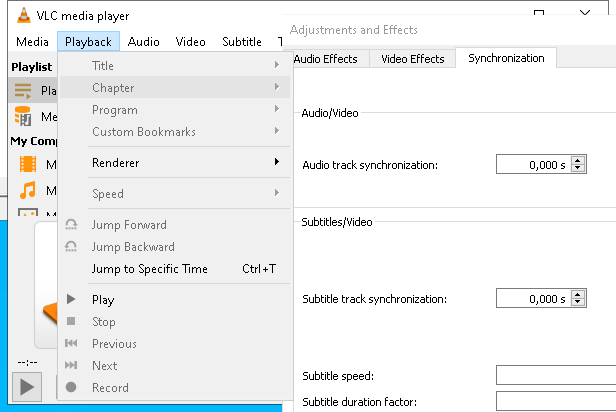 VLC media player
Media Playback Audio Video Subtitle T
Playlist
Pla
Me
My Comp
M
M
M
--:--
Title
Chapter
Program
Custom Bookmarks
Renderer
Speed
Jump Forward
Jump Backward
Jump to Specific Time Ctrl+T
Play
Stop
Previous
Next
Record
Adjustments and Effects
Audio Effects Video Effects Synchronization
Audio/Video
Audio track synchronization: 0,000 s
Subtitles/Video
Subtitle track synchronization: 0,000 s
Subtitle speed:
Subtitle duration factor: